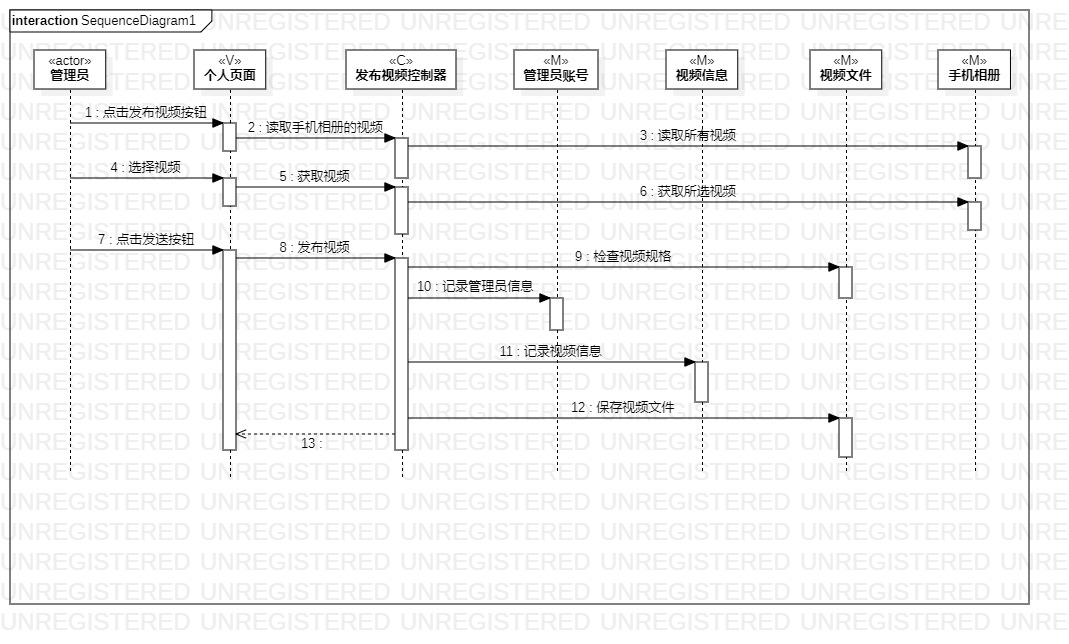 interaction SequenceDiagram1
«actor»
管理员
«V»
个人页面
«C»
发布视频控制器
«M»
管理员账号
«M»
视频信息
«M»
视频文件
«M»
手机相册
1 : 点击发布视频按钮
2 : 读取手机相册的视频
3 : 读取所有视频
4 : 选择视频
5 : 获取视频
6 : 获取所选视频
7 : 点击发送按钮
8 : 发布视频
9 : 检查视频规格
10 : 记录管理员信息
11 : 记录视频信息
12 : 保存视频文件
13 :
UNREGISTERED